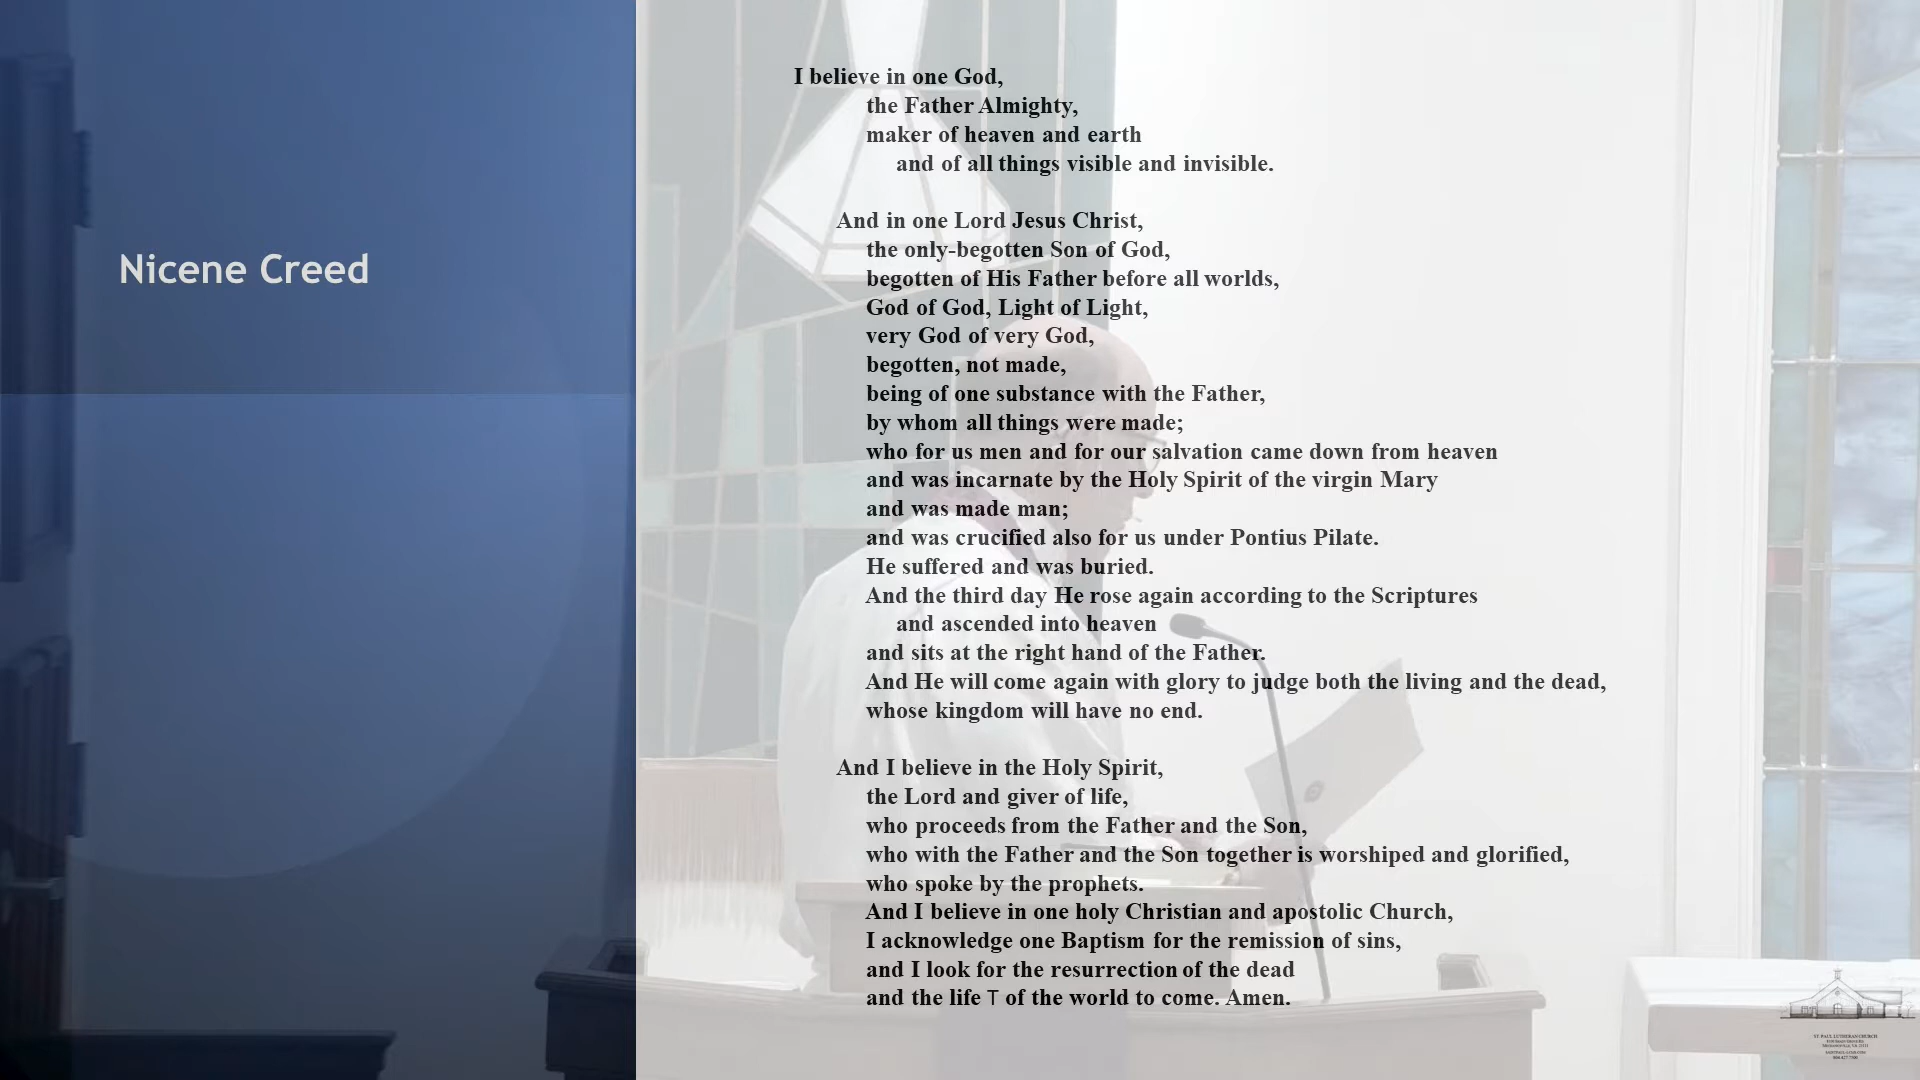 Nicene Creed
I believe in one God,
the Father Almighty,
maker of heaven and earth
and of all things visible and invisible.
And in one Lord Jesus Christ,
the only-begotten Son of God,
begotten of His Father before all worlds,
God of God, Light of Light,
very God of very God,
begotten, not made,
being of one substance with the Father,
by whom all things were made;
who for us men and for our salvation came down from heaven
and was incarnate by the Holy Spirit of the virgin Mary
and was made man;
and was crucified also for us under Pontius Pilate.
He suffered and was buried.
And the third day He rose again according to the Scriptures
and ascended into heaven
and sits at the right hand of the Father.
And He will come again with glory to judge both the living and the dead,
whose kingdom will have no end.
And I believe in the Holy Spirit,
the Lord and giver of life,
who proceeds from the Father and the Son,
who with the Father and the Son together is worshiped and glorified,
who spoke by the prophets.
And I believe in one holy Christian and apostolic Church,
I acknowledge one Baptism for the remission of sins,
and I look for the resurrection of the dead
and the life T of the world to come. Amen.
ST. PAUL LUTHERAN CHURCH